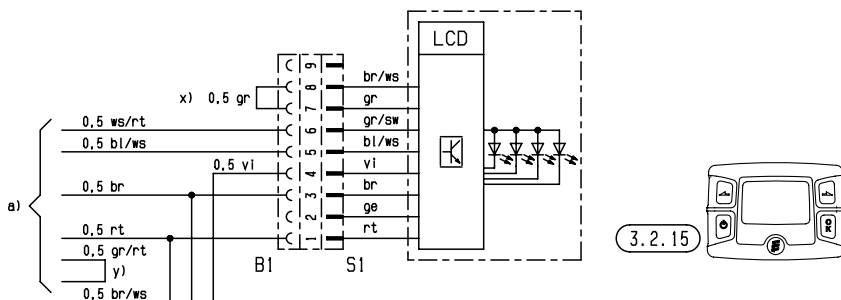 LCD
9
8
7
6
5
4
3
2
1
br/ws
gr
gr/sw
bl/ws
vi
br
ge
rt
x) 0,5 gr
0,5 ws/rt
0,5 bl/ws
0,5 vi
0,5 br
a)
0,5 rt
0,5 gr/rt
y)
0,5 br/ws
B1 S1
3.2.15
OK